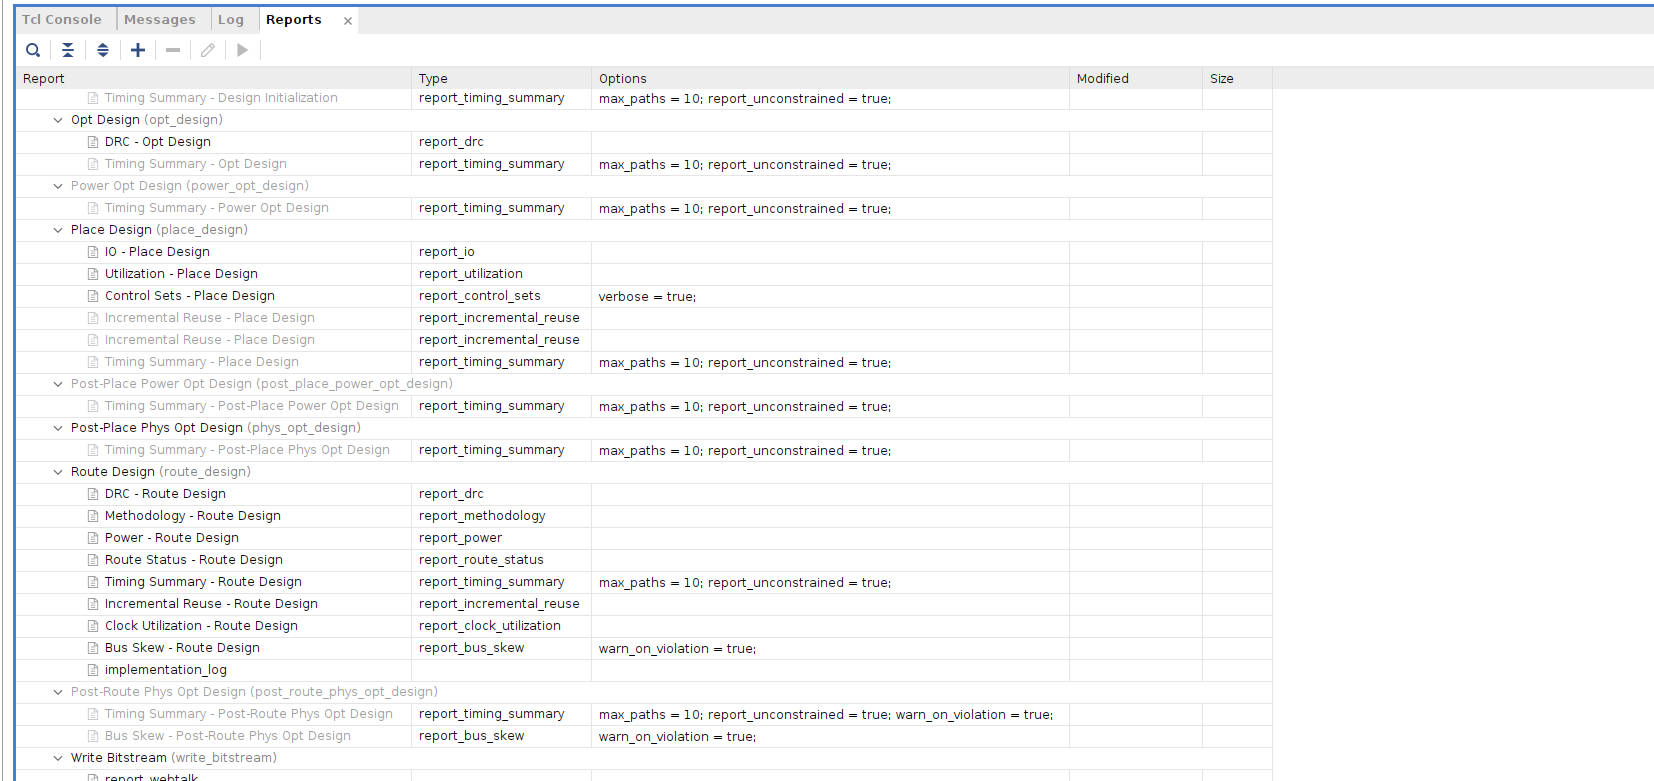 Tcl Console Messages Log Reports ×
Report Type Options Modified Size
Timing Summary - Design Initialization report_timing_summary max_paths = 10; report_unconstrained = true;
Opt Design (opt_design)
DRC - Opt Design report_drc
Timing Summary - Opt Design report_timing_summary max_paths = 10; report_unconstrained = true;
Power Opt Design (power_opt_design)
Timing Summary - Power Opt Design report_timing_summary max_paths = 10; report_unconstrained = true;
Place Design (place_design)
IO - Place Design report_io
Utilization - Place Design report_utilization
Control Sets - Place Design report_control_sets verbose = true;
Incremental Reuse - Place Design report_incremental_reuse
Incremental Reuse - Place Design report_incremental_reuse
Timing Summary - Place Design report_timing_summary max_paths = 10; report_unconstrained = true;
Post-Place Power Opt Design (post_place_power_opt_design)
Timing Summary - Post-Place Power Opt Design report_timing_summary max_paths = 10; report_unconstrained = true;
Post-Place Phys Opt Design (phys_opt_design)
Timing Summary - Post-Place Phys Opt Design report_timing_summary max_paths = 10; report_unconstrained = true;
Route Design (route_design)
DRC - Route Design report_drc
Methodology - Route Design report_methodology
Power - Route Design report_power
Route Status - Route Design report_route_status
Timing Summary - Route Design report_timing_summary max_paths = 10; report_unconstrained = true;
Incremental Reuse - Route Design report_incremental_reuse
Clock Utilization - Route Design report_clock_utilization
Bus Skew - Route Design report_bus_skew warn_on_violation = true;
implementation_log
Post-Route Phys Opt Design (post_route_phys_opt_design)
Timing Summary - Post-Route Phys Opt Design report_timing_summary max_paths = 10; report_unconstrained = true; warn_on_violation = true;
Bus Skew - Post-Route Phys Opt Design report_bus_skew warn_on_violation = true;
Write Bitstream (write_bitstream)
report_webtalk